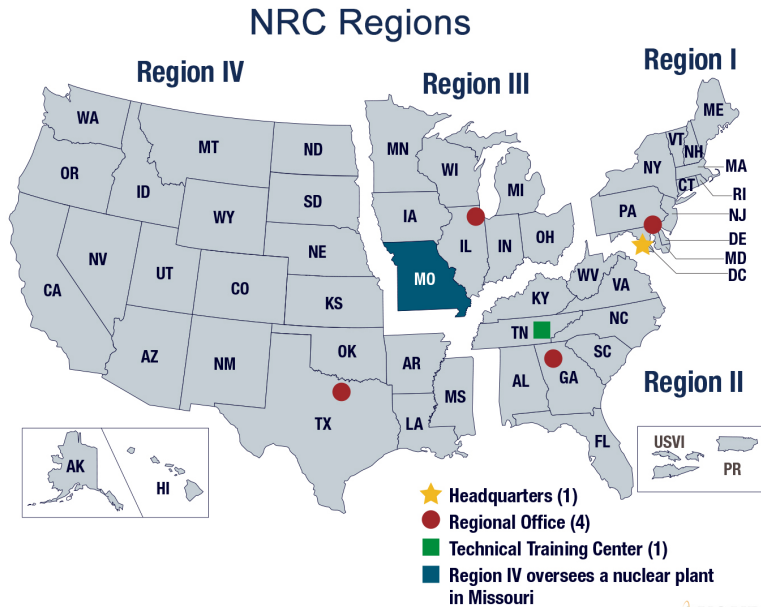 NRC Regions
Region IV
Region III
Region I
WA
MT
ND
MN
ME
VT
NH
OR
ID
SD
WI
MI
NY
MA
CT
RI
WY
IA
PA
NJ
NV
NE
IL
IN
OH
DE
MD
DC
CA
UT
CO
KS
MO
WV
VA
KY
NC
AZ
NM
OK
AR
TN
SC
TX
LA
MS
AL
GA
Region II
FL
AK
HI
USVI
PR
Headquarters (1)
Regional Office (4)
Technical Training Center (1)
Region IV oversees a nuclear plant
in Missouri